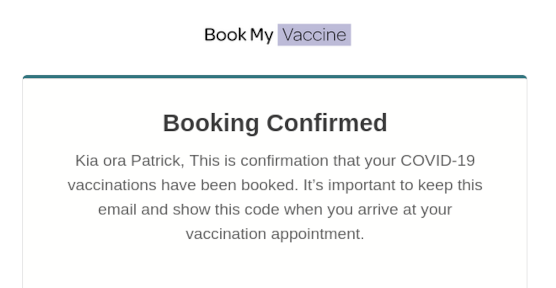 Book My Vaccine
Booking Confirmed
Kia ora Patrick, This is confirmation that your COVID-19
vaccinations have been booked. It’s important to keep this
email and show this code when you arrive at your
vaccination appointment.